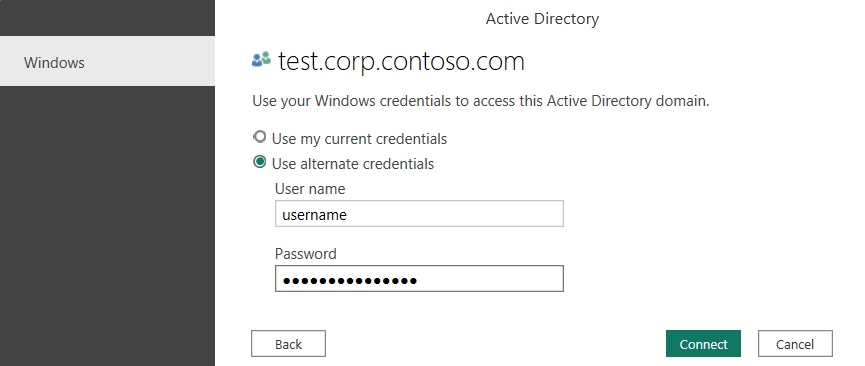 Active Directory
Windows
test.corp.contoso.com
Use your Windows credentials to access this Active Directory domain.
Use my current credentials
Use alternate credentials
User name
username
Password
●●●●●●●●●●●●●●●
Back
Connect
Cancel